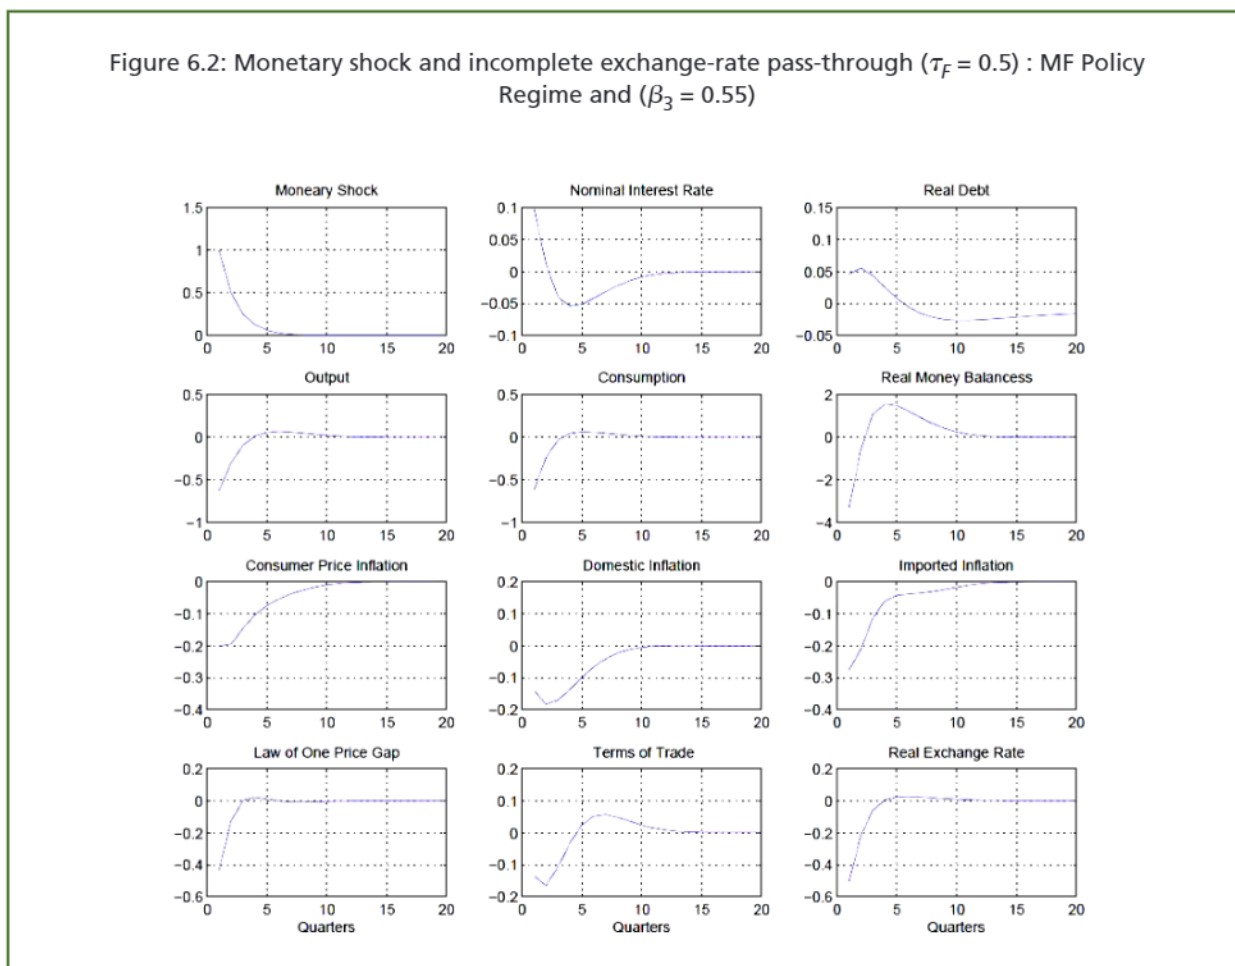 Figure 6.2: Monetary shock and incomplete exchange-rate pass-through (τF = 0.5) : MF Policy
Regime and (β3 = 0.55)
Moneary Shock
1.5
1
0.5
0
0 5 10 15 20
Nominal Interest Rate
0.1
0.05
0
−0.05
−0.1
0 5 10 15 20
Real Debt
0.15
0.1
0.05
0
−0.05
0 5 10 15 20
Output
0.5
0
−0.5
−1
0 5 10 15 20
Consumption
0.5
0
−0.5
−1
0 5 10 15 20
Real Money Balancess
2
0
−2
−4
0 5 10 15 20
Consumer Price Inflation
0
−0.1
−0.2
−0.3
−0.4
0 5 10 15 20
Domestic Inflation
0.2
0.1
0
−0.1
−0.2
0 5 10 15 20
Imported Inflation
0
−0.1
−0.2
−0.3
−0.4
0 5 10 15 20
Law of One Price Gap
0.2
0
−0.2
−0.4
−0.6
0 5 10 15 20
Quarters
Terms of Trade
0.2
0.1
0
−0.1
−0.2
0 5 10 15 20
Quarters
Real Exchange Rate
0.2
0
−0.2
−0.4
−0.6
0 5 10 15 20
Quarters